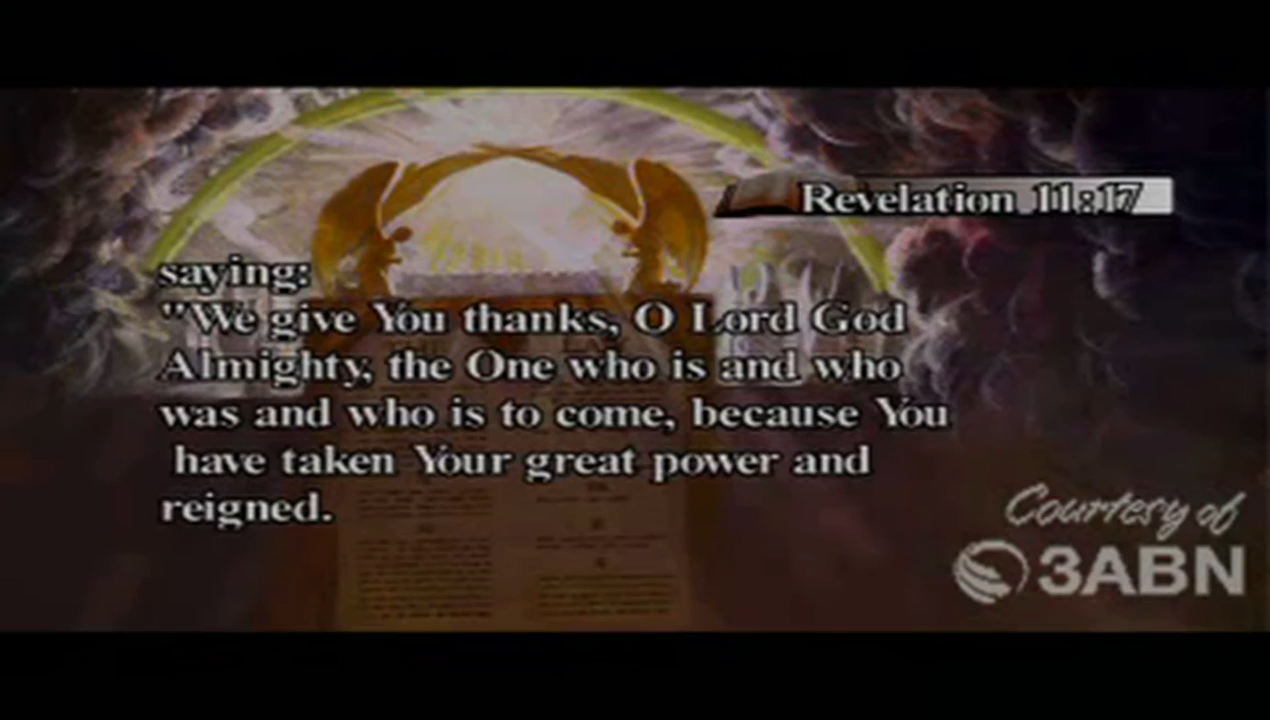 Revelation 11:17
saying:
"We give You thanks, O Lord God
Almighty, the One who is and who
was and who is to come, because You
have taken Your great power and
reigned.
Courtesy of
3ABN